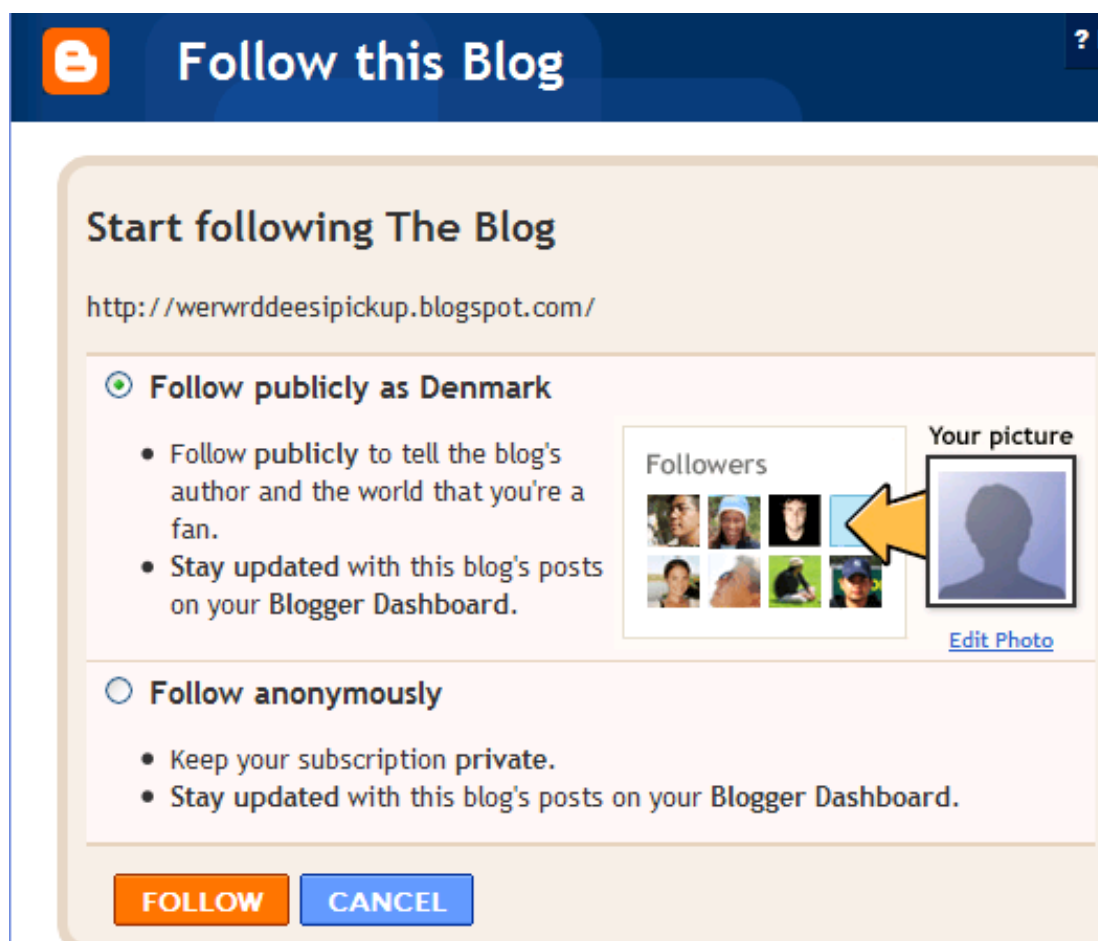 Follow this Blog
?
Start following The Blog
http://werwrddeesipickup.blogspot.com/
Follow publicly as Denmark
• Follow publicly to tell the blog's
author and the world that you're a
fan.
• Stay updated with this blog's posts
on your Blogger Dashboard.
Followers
Your picture
Edit Photo
Follow anonymously
• Keep your subscription private.
• Stay updated with this blog's posts on your Blogger Dashboard.
FOLLOW
CANCEL